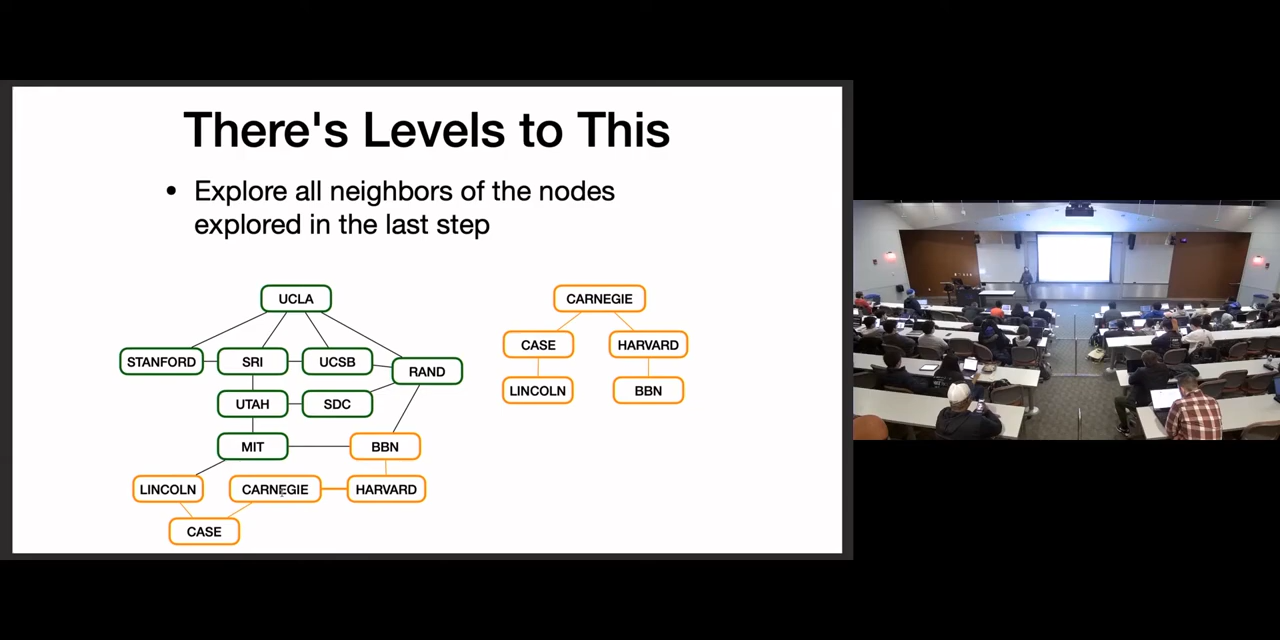 There's Levels to This
• Explore all neighbors of the nodes
explored in the last step
UCLA
STANFORD
SRI
UCSB
RAND
UTAH
SDC
MIT
BBN
LINCOLN
CARNEGIE
HARVARD
CASE
CARNEGIE
CASE
HARVARD
LINCOLN
BBN